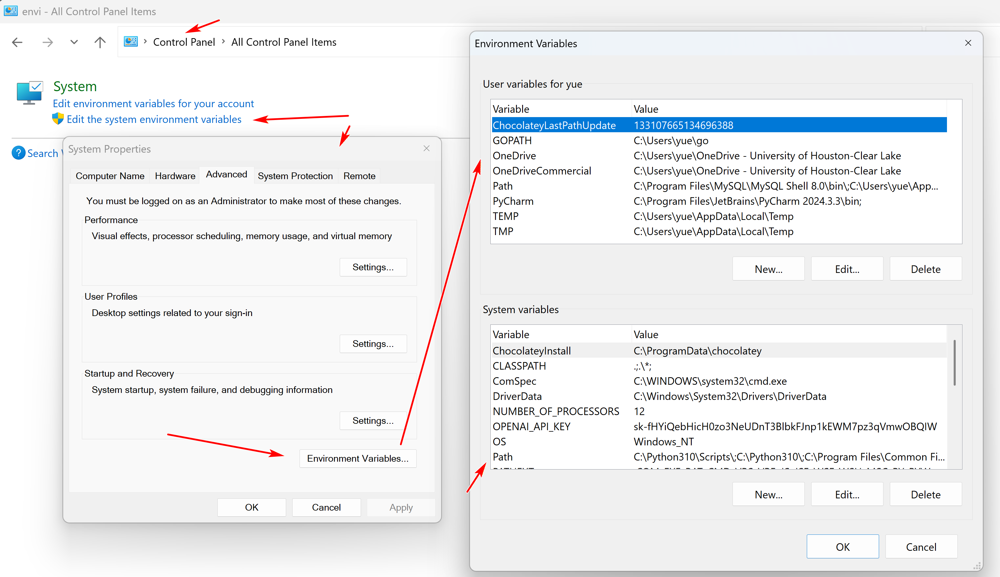 envi - All Control Panel Items
Control Panel > All Control Panel Items
System
Edit environment variables for your account
Edit the system environment variables
Search
System Properties
Computer Name Hardware Advanced System Protection Remote
You must be logged on as an Administrator to make most of these changes.
Performance
Visual effects, processor scheduling, memory usage, and virtual memory
Settings...
User Profiles
Desktop settings related to your sign-in
Settings...
Startup and Recovery
System startup, system failure, and debugging information
Settings...
Environment Variables...
OK Cancel Apply
Environment Variables
User variables for yue
Variable Value
ChocolateyLastPathUpdate 133107665134696388
GOPATH C:\Users\yue\go
OneDrive C:\Users\yue\OneDrive - University of Houston-Clear Lake
OneDriveCommercial C:\Users\yue\OneDrive - University of Houston-Clear Lake
Path C:\Program Files\MySQL\MySQL Shell 8.0\bin\;C:\Users\yue\App...
PyCharm C:\Program Files\JetBrains\PyCharm 2024.3.3\bin;
TEMP C:\Users\yue\AppData\Local\Temp
TMP C:\Users\yue\AppData\Local\Temp
New... Edit... Delete
System variables
Variable Value
ChocolateyInstall C:\ProgramData\chocolatey
CLASSPATH .;.\*;
ComSpec C:\WINDOWS\system32\cmd.exe
DriverData C:\Windows\System32\Drivers\DriverData
NUMBER_OF_PROCESSORS 12
OPENAI_API_KEY
OS Windows_NT
Path C:\Python310\Scripts\;C:\Python310\;C:\Program Files\Common Fi...
New... Edit... Delete
OK Cancel